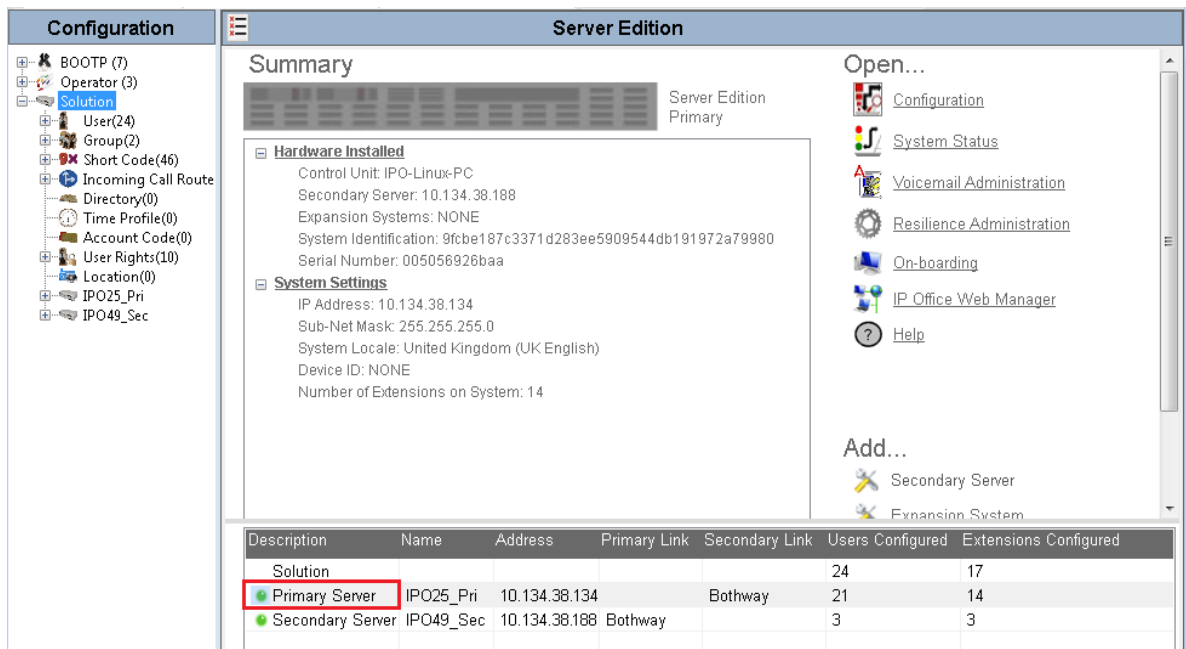 Configuration
BOOTP (7)
Operator (3)
Solution
User(24)
Group(2)
Short Code(46)
Incoming Call Route
Directory(0)
Time Profile(0)
Account Code(0)
User Rights(10)
Location(0)
IPO25_Pri
IPO49_Sec
Server Edition
Summary
Server Edition
Primary
Hardware Installed
Control Unit: IPO-Linux-PC
Secondary Server: 10.134.38.188
Expansion Systems: NONE
System Identification: 9fcbe187c3371d283ee5909544db191972a79980
Serial Number: 005056926baa
System Settings
IP Address: 10.134.38.134
Sub-Net Mask: 255.255.255.0
System Locale: United Kingdom (UK English)
Device ID: NONE
Number of Extensions on System: 14
Open...
Configuration
System Status
Voicemail Administration
Resilience Administration
On-boarding
IP Office Web Manager
Help
Add...
Secondary Server
Expansion System
Description Name Address Primary Link Secondary Link Users Configured Extensions Configured
Solution 24 17
Primary Server IPO25_Pri 10.134.38.134 Bothway 21 14
Secondary Server IPO49_Sec 10.134.38.188 Bothway 3 3